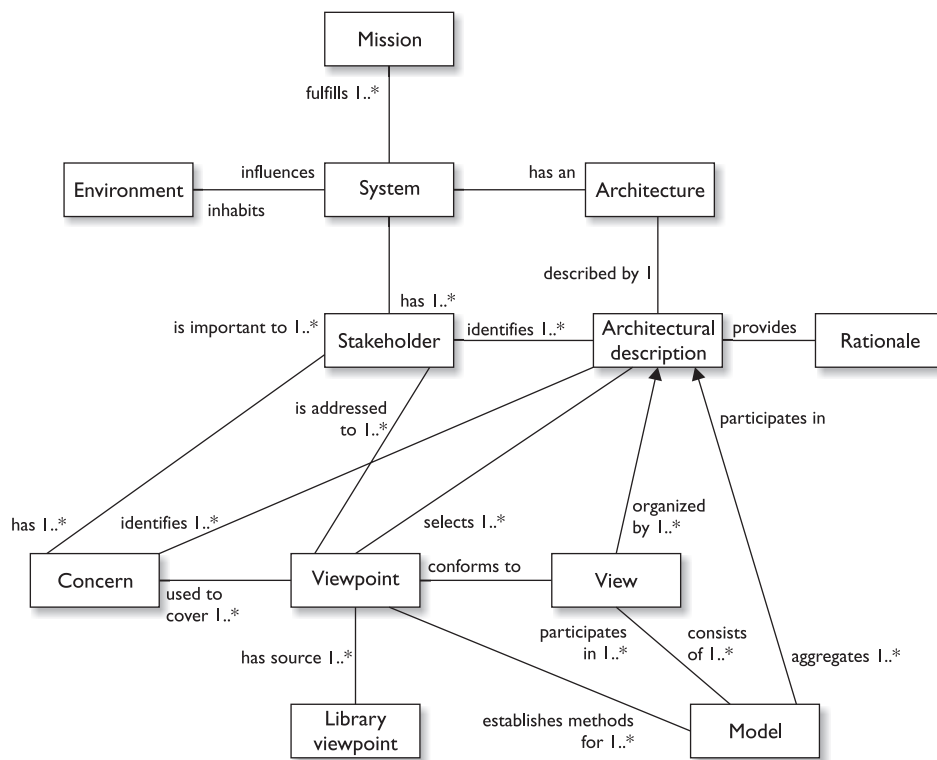 Mission
fulfills 1..*
influences
Environment
System
has an
Architecture
inhabits
described by 1
has 1..*
is important to 1..*
Stakeholder
identifies 1..*
Architectural
description
provides
Rationale
is addressed
to 1..*
participates in
has 1..*
identifies 1..*
selects 1..*
organized
by 1..*
Concern
used to
cover 1..*
Viewpoint
conforms to
View
participates
in 1..*
consists
of 1..*
has source 1..*
aggregates 1..*
Library
viewpoint
establishes methods
for 1..*
Model